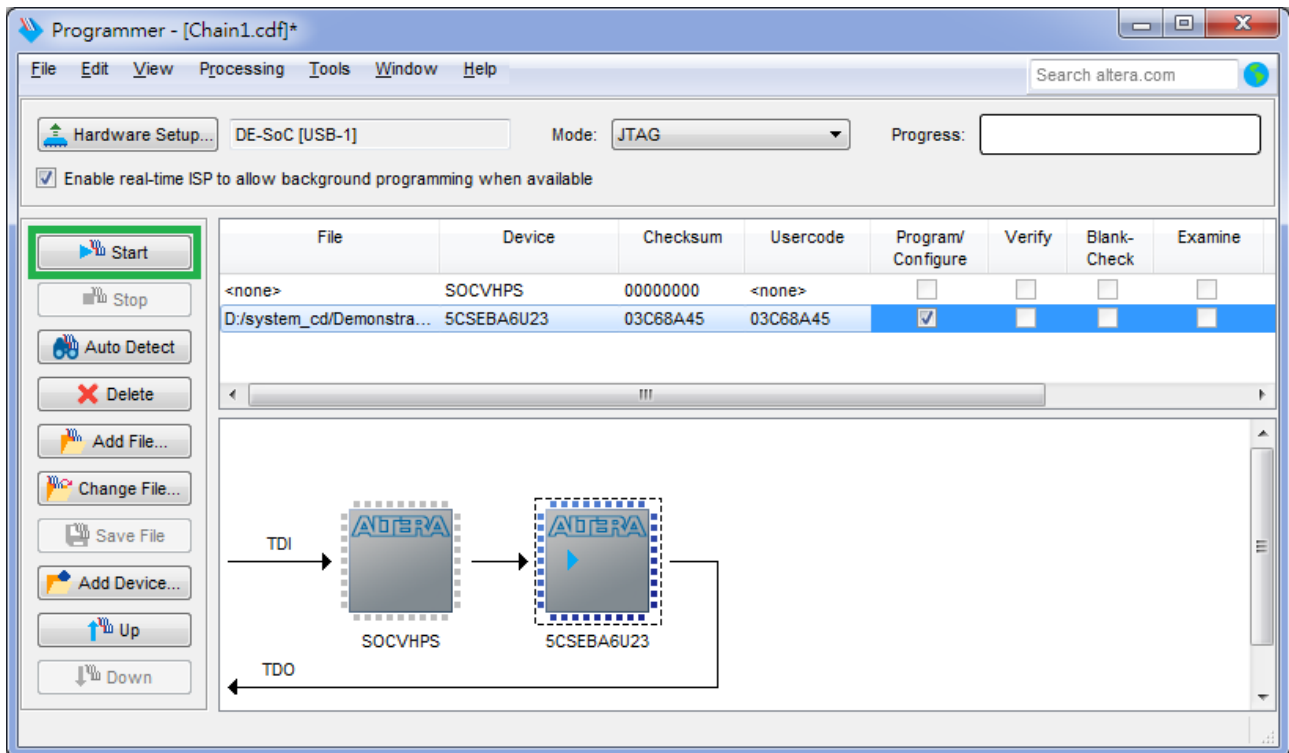 Programmer - [Chain1.cdf]*
File Edit View Processing Tools Window Help Search altera.com
Hardware Setup... DE-SoC [USB-1] Mode: JTAG Progress:
Enable real-time ISP to allow background programming when available
Start
Stop
Auto Detect
Delete
Add File...
Change File...
Save File
Add Device...
Up
Down
File Device Checksum Usercode Program/ Verify Blank- Examine
Configure Check
<none> SOCVHPS 00000000 <none>
D:/system_cd/Demonstra... 5CSEBA6U23 03C68A45 03C68A45
ALTERA ALTERA
TDI
SOCVHPS 5CSEBA6U23
TDO